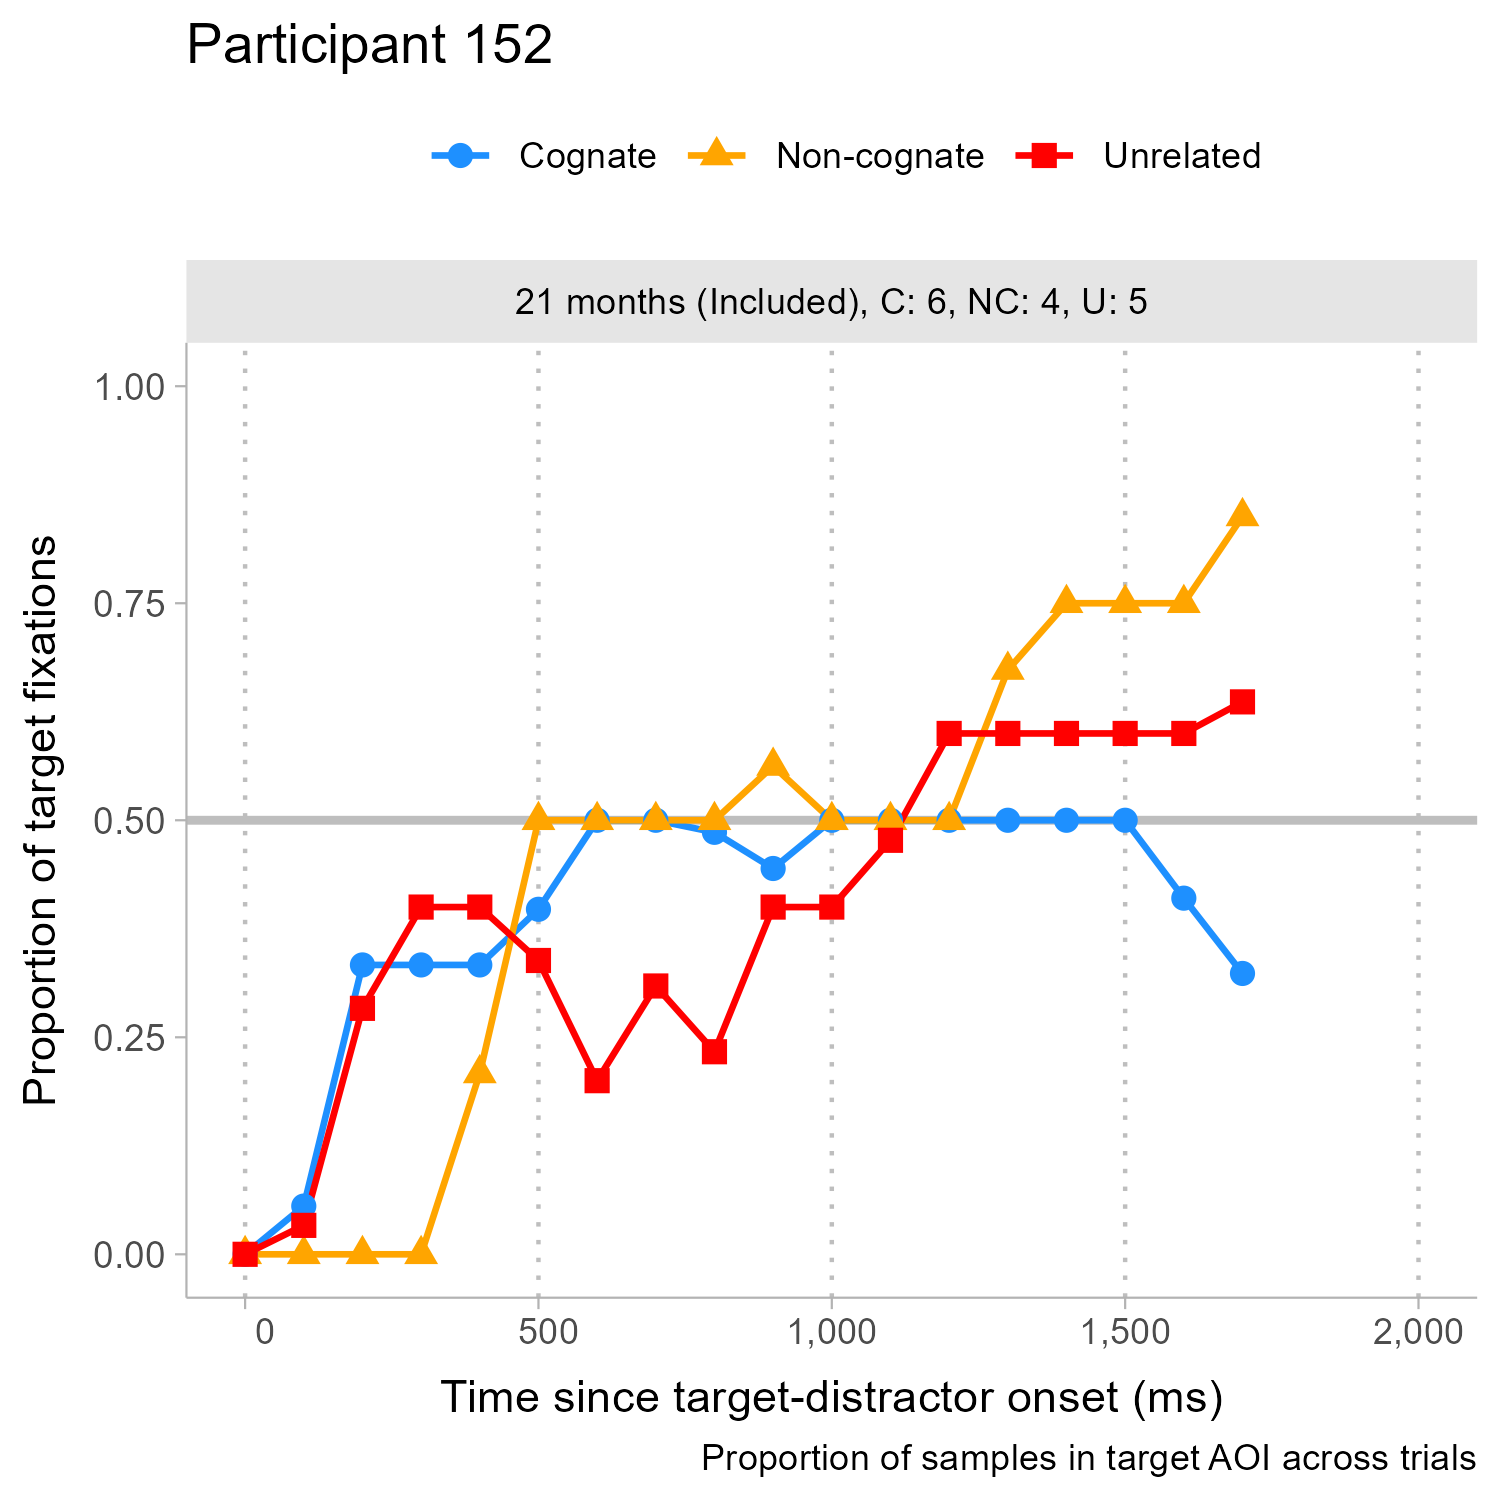 Participant 152
Cognate Non-cognate Unrelated
21 months (Included), C: 6, NC: 4, U: 5
1.00
0.75
0.50
0.25
0.00
Proportion of target fixations
0 500 1,000 1,500 2,000
Time since target-distractor onset (ms)
Proportion of samples in target AOI across trials